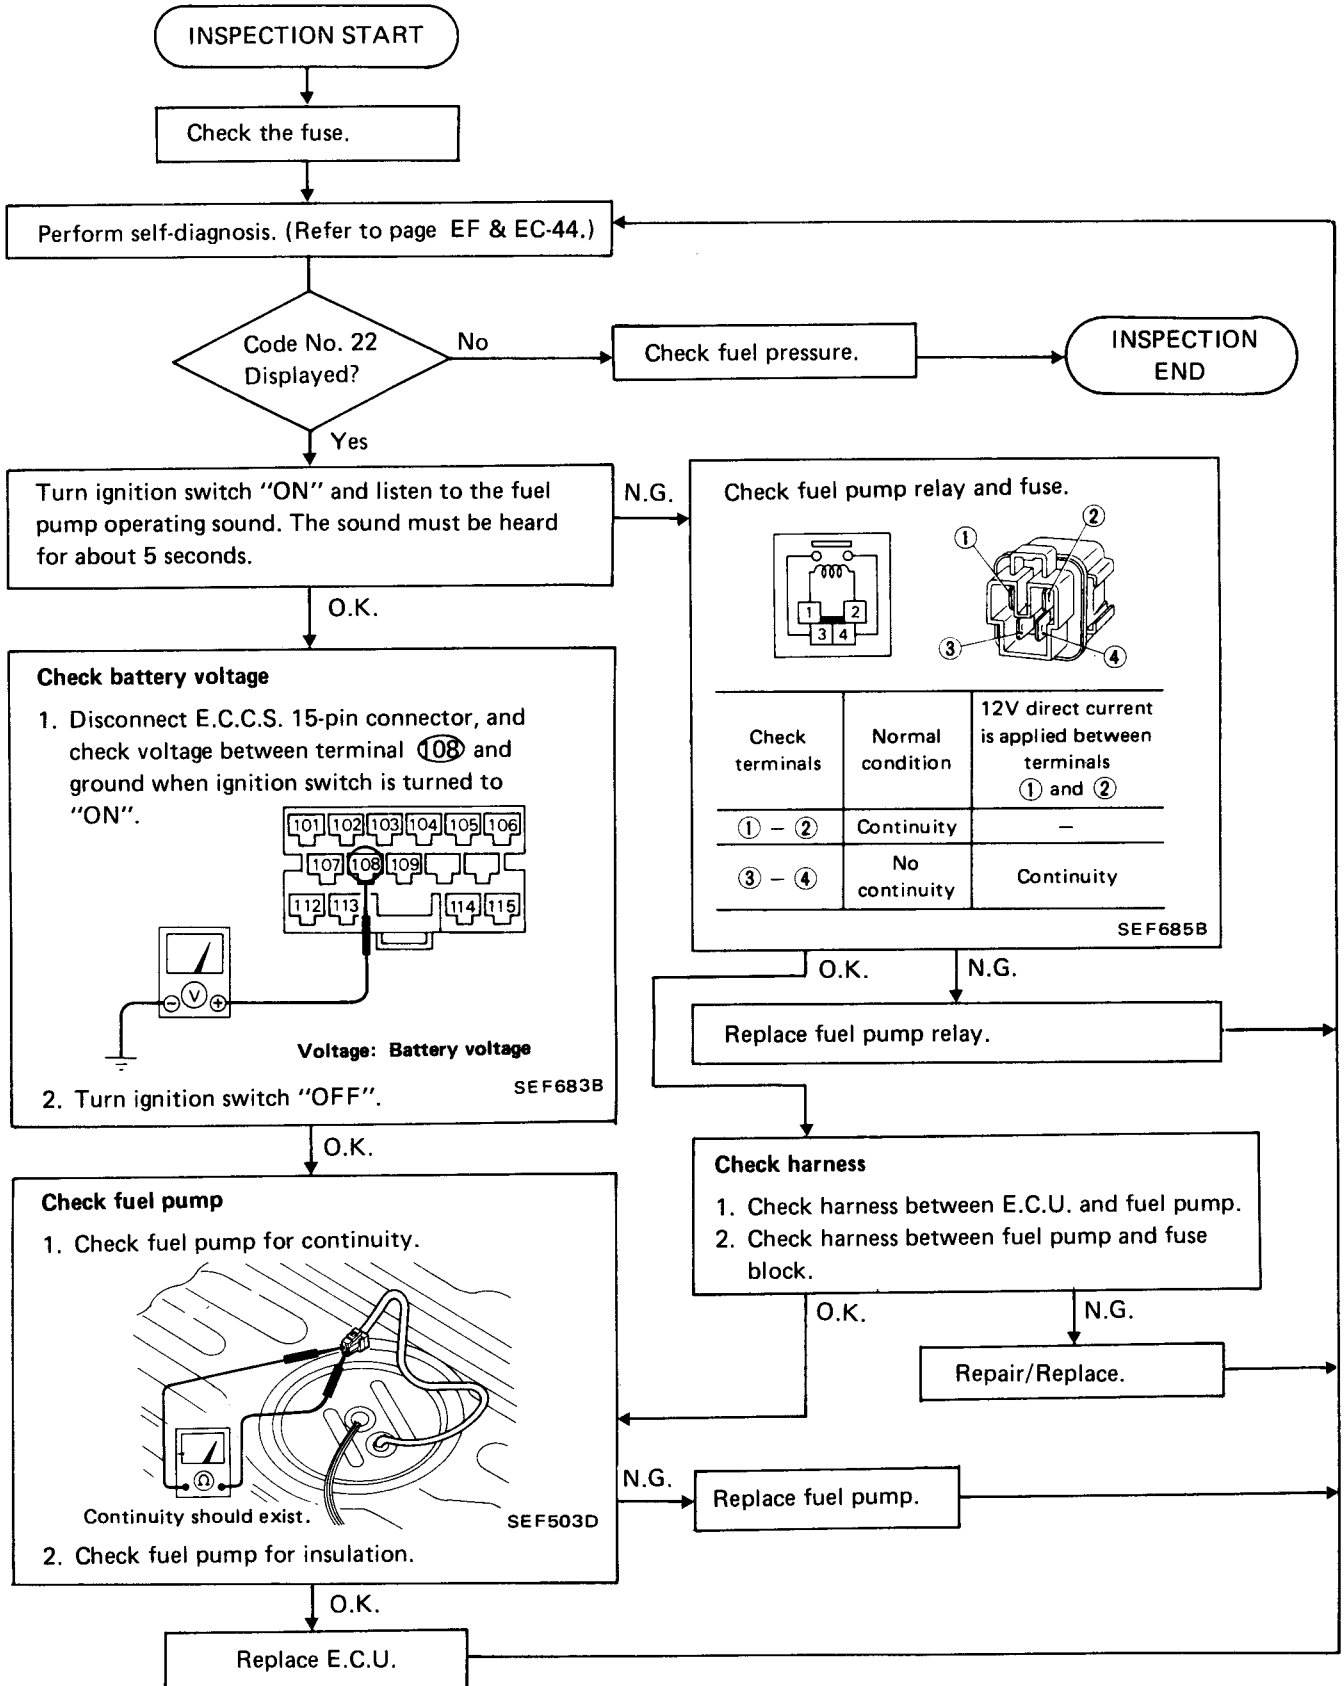 INSPECTION START
Check the fuse.
Perform self-diagnosis. (Refer to page EF & EC-44.)
Code No. 22
Displayed?
No
Check fuel pressure.
INSPECTION
END
Yes
Turn ignition switch "ON" and listen to the fuel
pump operating sound. The sound must be heard
for about 5 seconds.
N.G.
O.K.
Check fuel pump relay and fuse.
1 2
3 4
① ②
③ ④
Check
terminals
Normal
condition
12V direct current
is applied between
terminals
① and ②
① – ② Continuity –
③ – ④
No
continuity
Continuity
SEF685B
O.K.
N.G.
Replace fuel pump relay.
Check battery voltage
1. Disconnect E.C.C.S. 15-pin connector, and
check voltage between terminal 108 and
ground when ignition switch is turned to
"ON".
101 102 103 104 105 106
107 108 109
112 113 114 115
V
Voltage: Battery voltage
SEF683B
2. Turn ignition switch "OFF".
O.K.
Check harness
1. Check harness between E.C.U. and fuel pump.
2. Check harness between fuel pump and fuse
block.
O.K.
N.G.
Repair/Replace.
Check fuel pump
1. Check fuel pump for continuity.
Ω
Continuity should exist.
SEF503D
2. Check fuel pump for insulation.
N.G.
Replace fuel pump.
O.K.
Replace E.C.U.